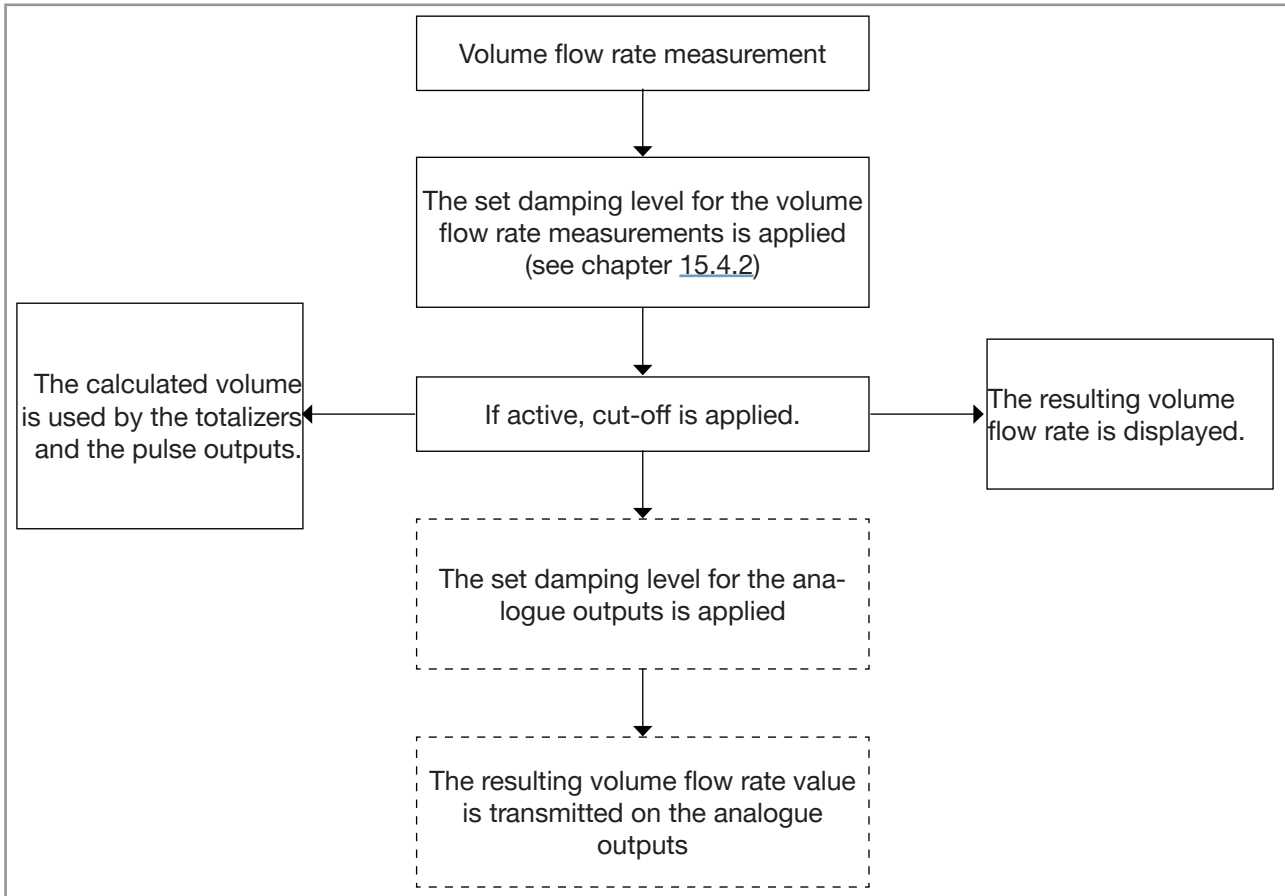 Volume flow rate measurement
The set damping level for the volume
flow rate measurements is applied
(see chapter 15.4.2)
The calculated volume
is used by the totalizers
and the pulse outputs.
If active, cut-off is applied.
The resulting volume
flow rate is displayed.
The set damping level for the ana-
logue outputs is applied
The resulting volume flow rate value
is transmitted on the analogue
outputs